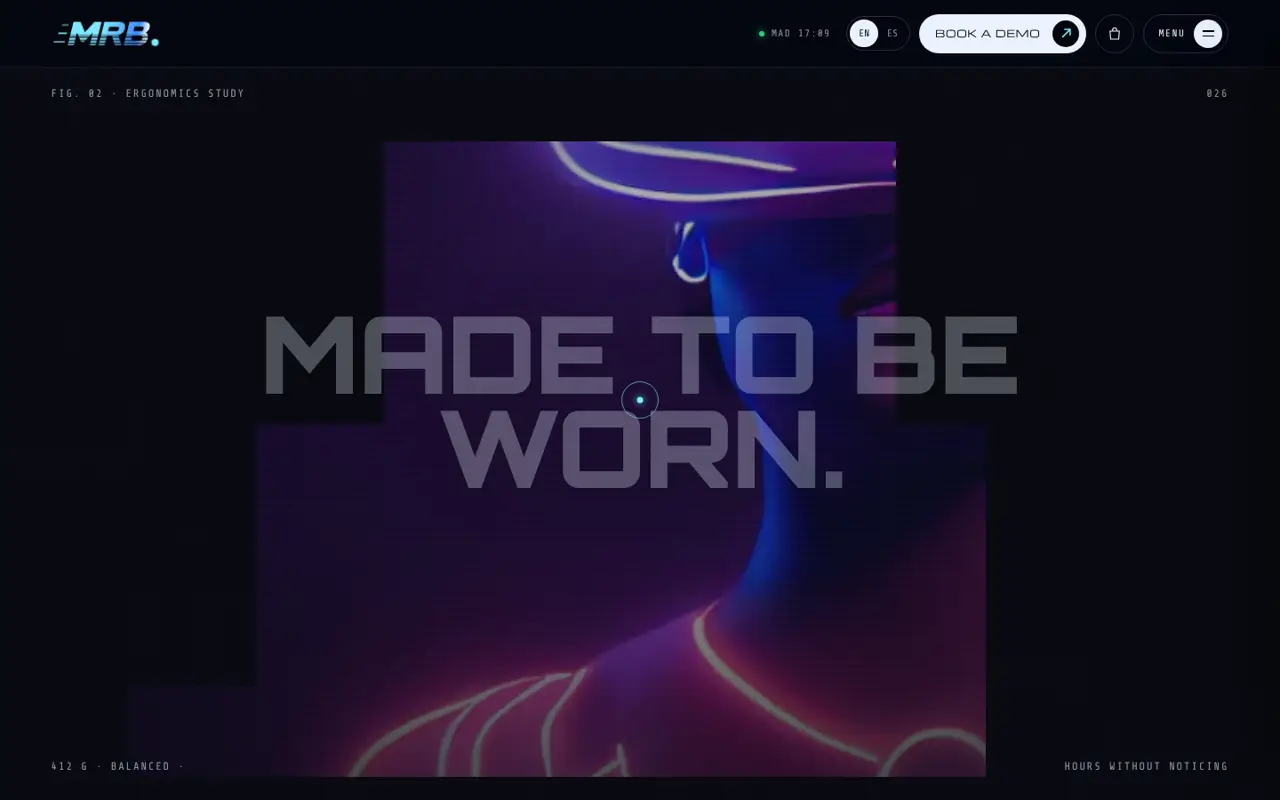 MRB.
MAD 17:09
EN ES
BOOK A DEMO
MENU
FIG. 02 · ERGONOMICS STUDY
026
MADE TO BE
WORN.
412 G · BALANCED ·
HOURS WITHOUT NOTICING